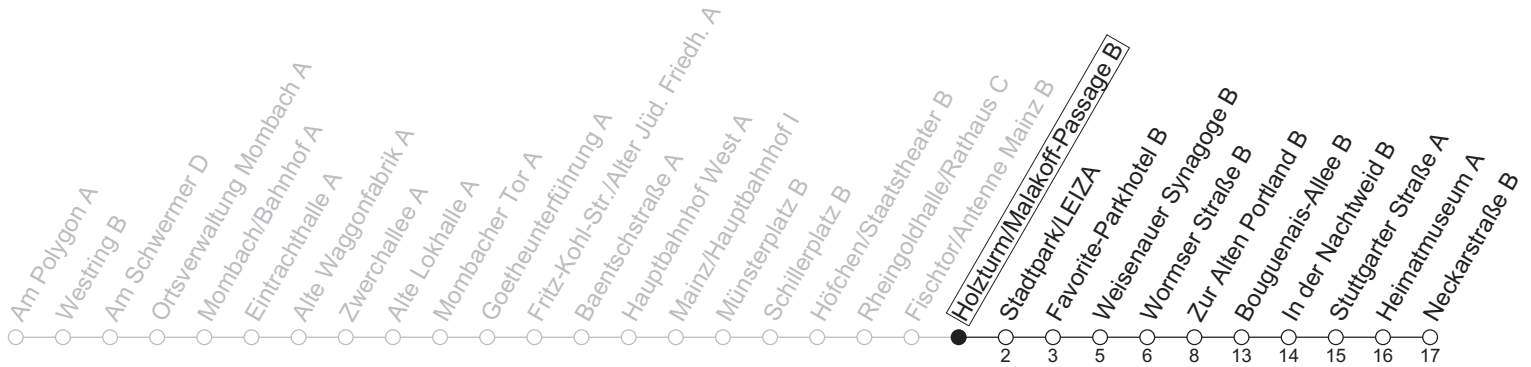 Am Polygon A
Westring B
Am Schwermer D
Ortsverwaltung Mombach A
Mombach/Bahnhof A
Eintrachthalle A
Alte Waggonfabrik A
Zwerchallee A
Alte Lokhalle A
Mombacher Tor A
Goetheunterführung A
Fritz-Kohl-Str./Alter Jüd. Friedh. A
Baentschstraße A
Hauptbahnhof West A
Mainz/Hauptbahnhof I
Münsterplatz B
Schillerplatz B
Höfchen/Staatstheater B
Rheingoldhalle/Rathaus C
Fischtor/Antenne Mainz B
Holzturm/Malakoff-Passage B
Stadtpark/LEIZA
Favorite-Parkhotel B
Weisenauer Synagoge B
Wormser Straße B
Zur Alten Portland B
Bouguenais-Allee B
In der Nachtweid B
Stuttgarter Straße A
Heimatmuseum A
Neckarstraße B
2 3 5 6 8 13 14 15 16 17